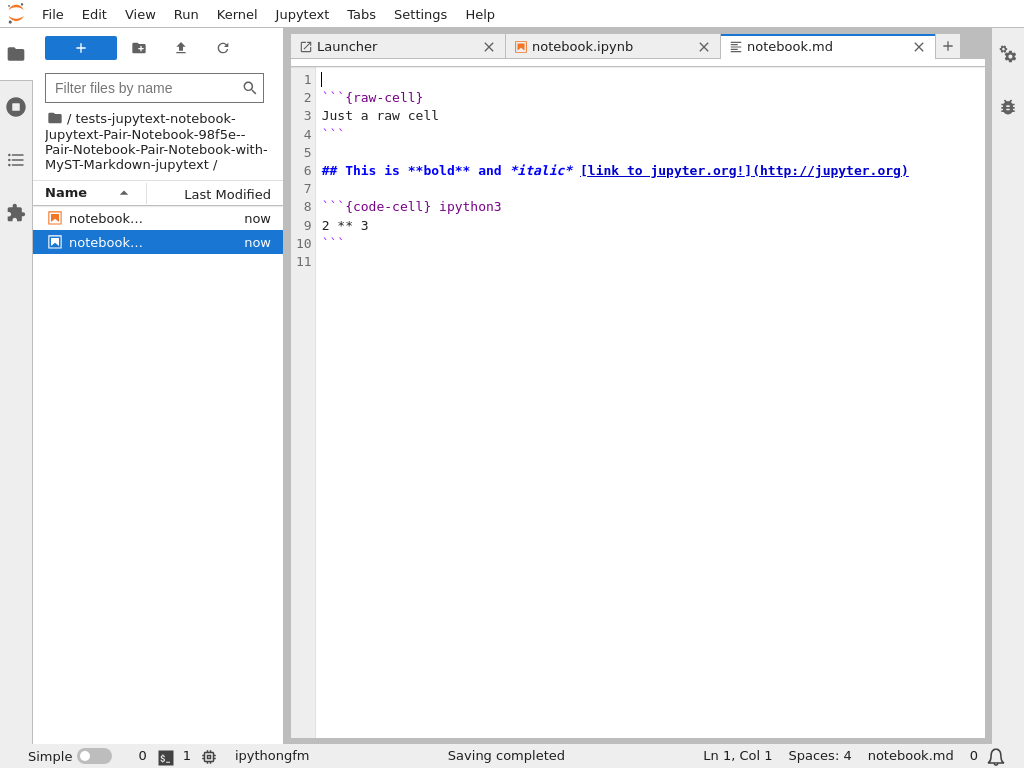 File Edit View Run Kernel Jupytext Tabs Settings Help
Launcher
notebook.ipynb
notebook.md
Filter files by name
/ tests-jupytext-notebook-
Jupytext-Pair-Notebook-98f5e--
Pair-Notebook-Pair-Notebook-with-
MyST-Markdown-jupytext /
Name Last Modified
notebook... now
notebook... now
1
2 ```{raw-cell}
3 Just a raw cell
4 ```
5
6 ## This is **bold** and *italic* [link to jupyter.org!](http://jupyter.org)
7
8 ```{code-cell} ipython3
9 2 ** 3
10 ```
11
Simple 0 1 ipythongfm Saving completed Ln 1, Col 1 Spaces: 4 notebook.md 0